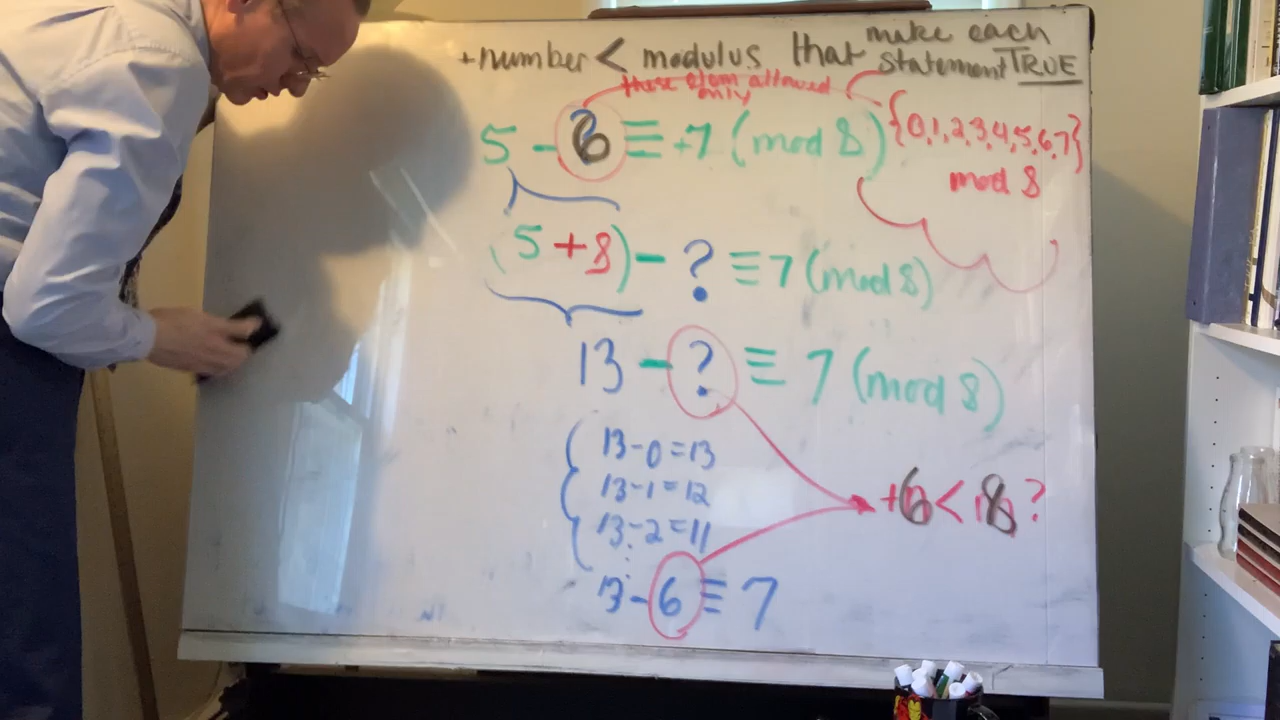 +number < modulus that make each statement TRUE
these elem allowed only
5 - 6 ≡ +7 (mod 8) {0,1,2,3,4,5,6,7}
mod 8
(5 +8) - ? ≡ 7 (mod 8)
13 - ? ≡ 7 (mod 8)
13-0=13
13-1=12
13-2=11
+6 < 8 ?
13-6 ≡ 7